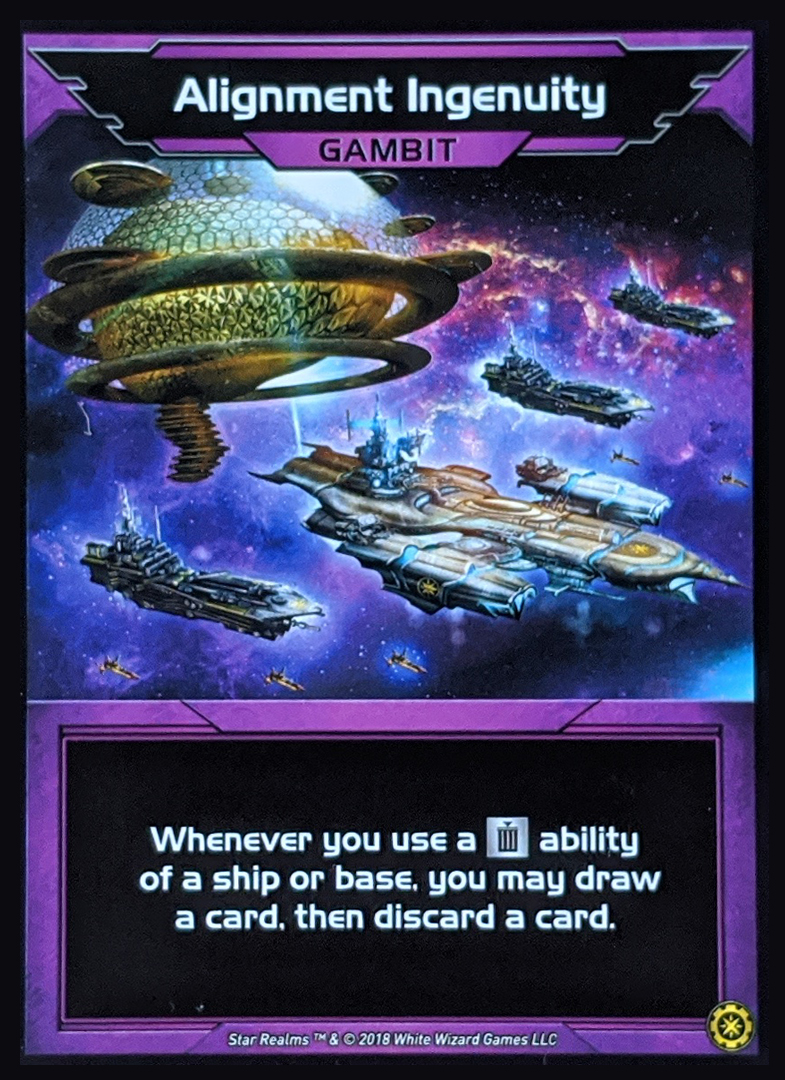 Alignment Ingenuity
GAMBIT
Whenever you use a ability
of a ship or base, you may draw
a card, then discard a card.
Star Realms ™ & © 2018 White Wizard Games LLC